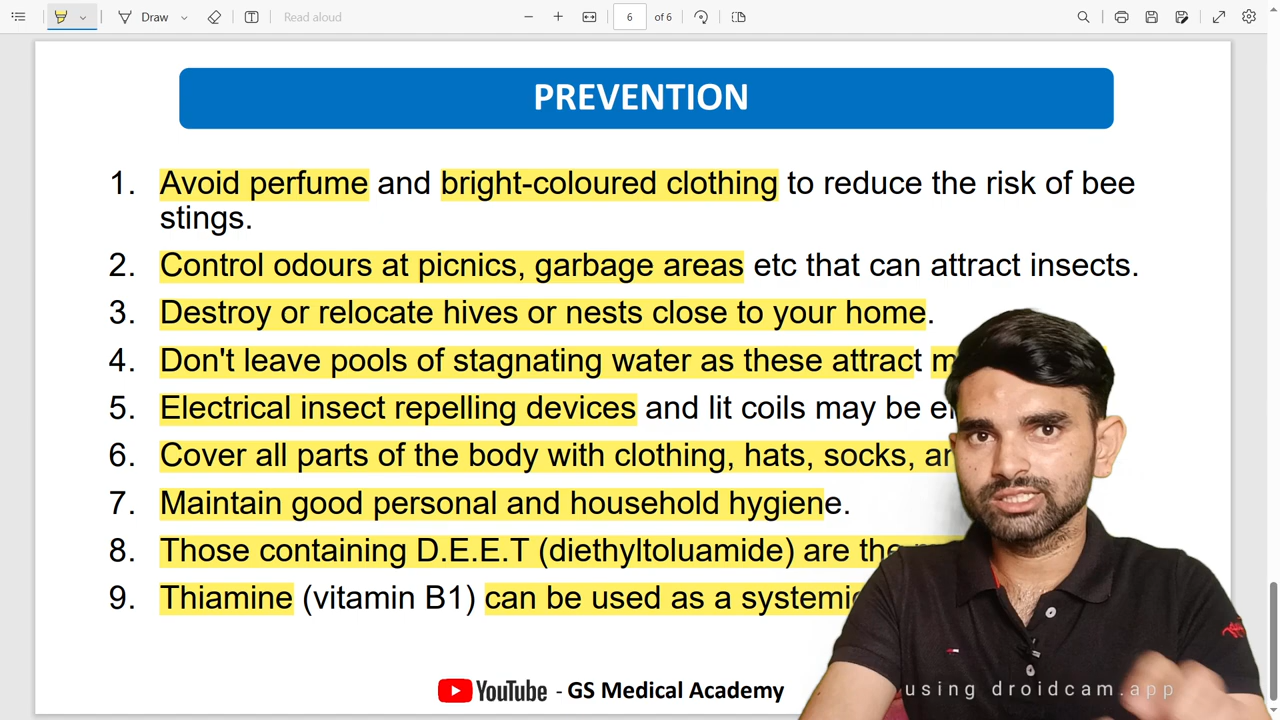 Draw
Read aloud
6 of 6
PREVENTION
1. Avoid perfume and bright-coloured clothing to reduce the risk of bee
stings.
2. Control odours at picnics, garbage areas etc that can attract insects.
3. Destroy or relocate hives or nests close to your home.
4. Don't leave pools of stagnating water as these attract
5. Electrical insect repelling devices and lit coils may be
6. Cover all parts of the body with clothing, hats, socks,
7. Maintain good personal and household hygiene.
8. Those containing D.E.E.T (diethyltoluamide) are the
9. Thiamine (vitamin B1) can be used as a systemic
YouTube - GS Medical Academy
using droidcam.app